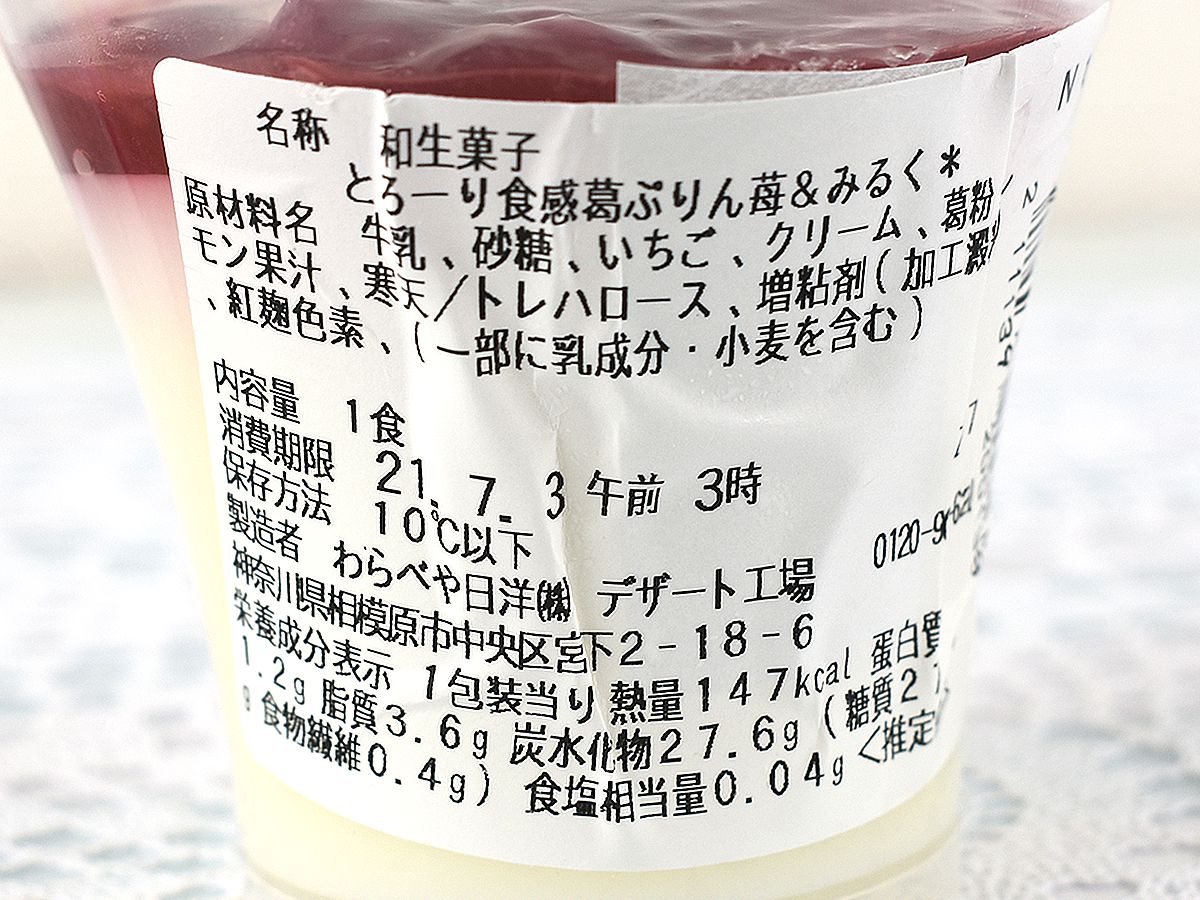 名称 和生菓子
とろーり食感葛ぷりん苺&みるく*
原材料名 牛乳、砂糖、いちご、クリーム、葛粉
モン果汁、寒天/トレハロース、増粘剤(加工澱
、紅麹色素、(一部に乳成分・小麦を含む)
内容量 1食
消費期限 21.7.3 午前 3時
保存方法 10℃以下
製造者 わらべや日洋㈱ デザート工場
神奈川県相模原市中央区宮下2-18-6
栄養成分表示 1包装当り 熱量147kcal 蛋白質
1.2g 脂質3.6g 炭水化物27.6g(糖質27.
g 食物繊維0.4g) 食塩相当量0.04g <推定
0120-